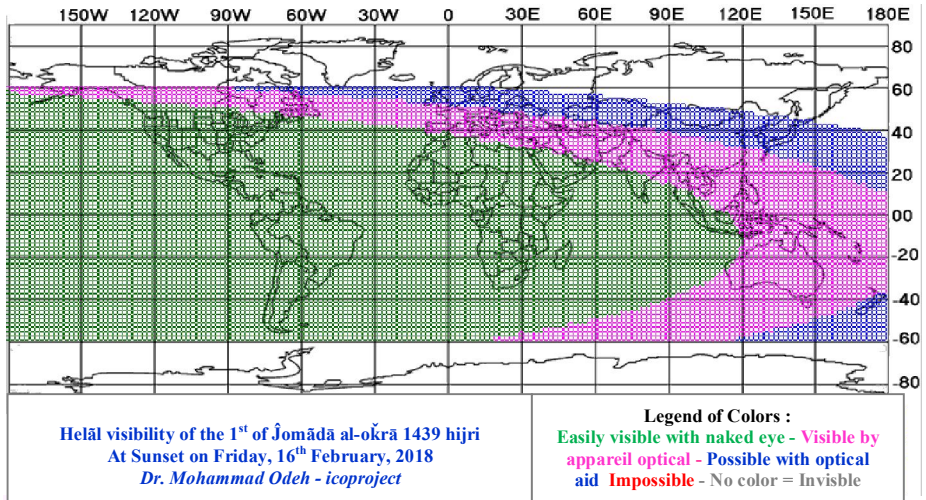 150W 120W 90W 60W 30W 0 30E 60E 90E 120E 150E 180E
80
60
40
20
00
-20
-40
-60
-80
Helāl visibility of the 1st of Ĵomādā al-oǩrā 1439 hijri
At Sunset on Friday, 16th February, 2018
Dr. Mohammad Odeh - icoproject
Legend of Colors :
Easily visible with naked eye - Visible by
appareil optical - Possible with optical
aid Impossible - No color = Invisble